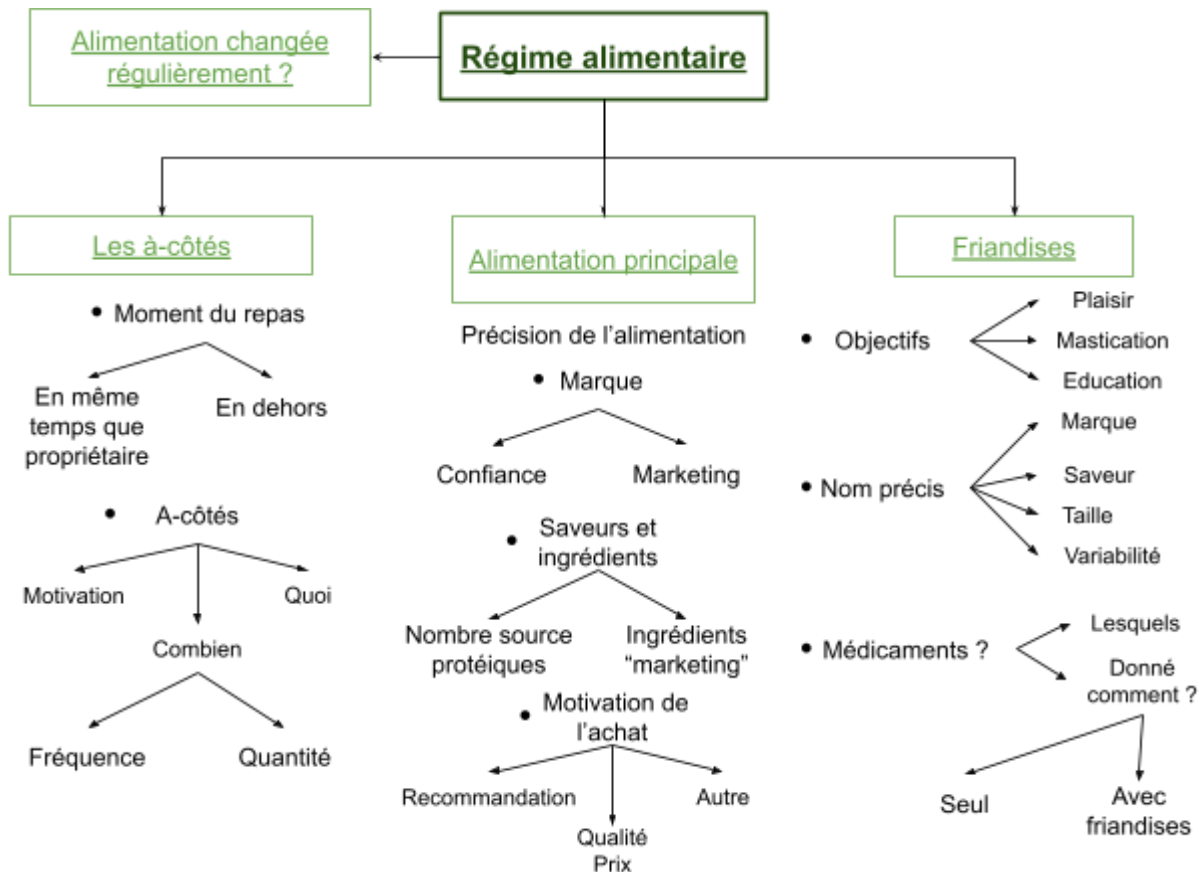 Alimentation changée
régulièrement ?
Régime alimentaire
Les à-côtés
• Moment du repas
En même
temps que
propriétaire
En dehors
• A-côtés
Motivation
Quoi
Combien
Fréquence
Quantité
Alimentation principale
Précision de l’alimentation
• Marque
Confiance
Marketing
• Saveurs et
ingrédients
Nombre source
protéiques
Ingrédients
“marketing”
• Motivation de
l’achat
Recommandation
Autre
Qualité
Prix
Friandises
• Objectifs
Plaisir
Mastication
Education
• Nom précis
Marque
Saveur
Taille
Variabilité
• Médicaments ?
Lesquels
Donné
comment ?
Seul
Avec
friandises